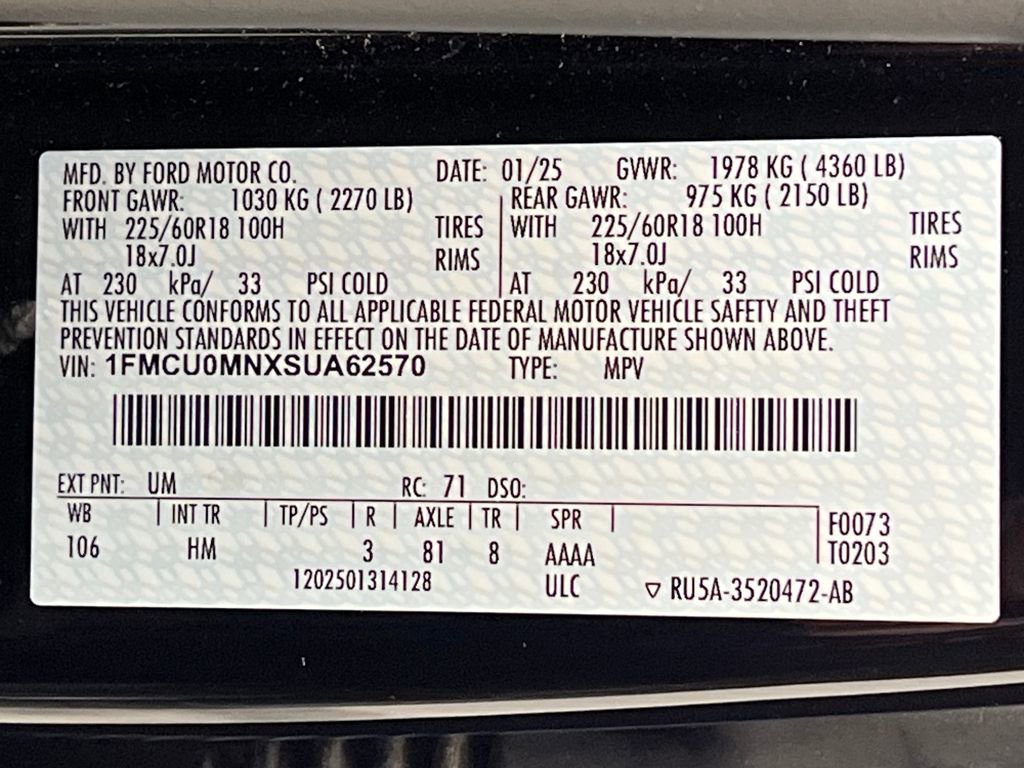 MFD. BY FORD MOTOR CO. DATE: 01/25 GVWR: 1978 KG ( 4360 LB)
FRONT GAWR: 1030 KG ( 2270 LB) REAR GAWR: 975 KG ( 2150 LB)
WITH 225/60R18 100H TIRES WITH 225/60R18 100H TIRES
18x7.0J RIMS 18x7.0J RIMS
AT 230 kPa/ 33 PSI COLD AT 230 kPa/ 33 PSI COLD
THIS VEHICLE CONFORMS TO ALL APPLICABLE FEDERAL MOTOR VEHICLE SAFETY AND THEFT
PREVENTION STANDARDS IN EFFECT ON THE DATE OF MANUFACTURE SHOWN ABOVE.
VIN: 1FMCU0MNXSUA62570 TYPE: MPV
EXT PNT: UM RC: 71 DSO:
WB INT TR TP/PS R AXLE TR SPR F0073
106 HM 3 81 8 AAAA T0203
1202501314128 ULC ▽ RU5A-3520472-AB